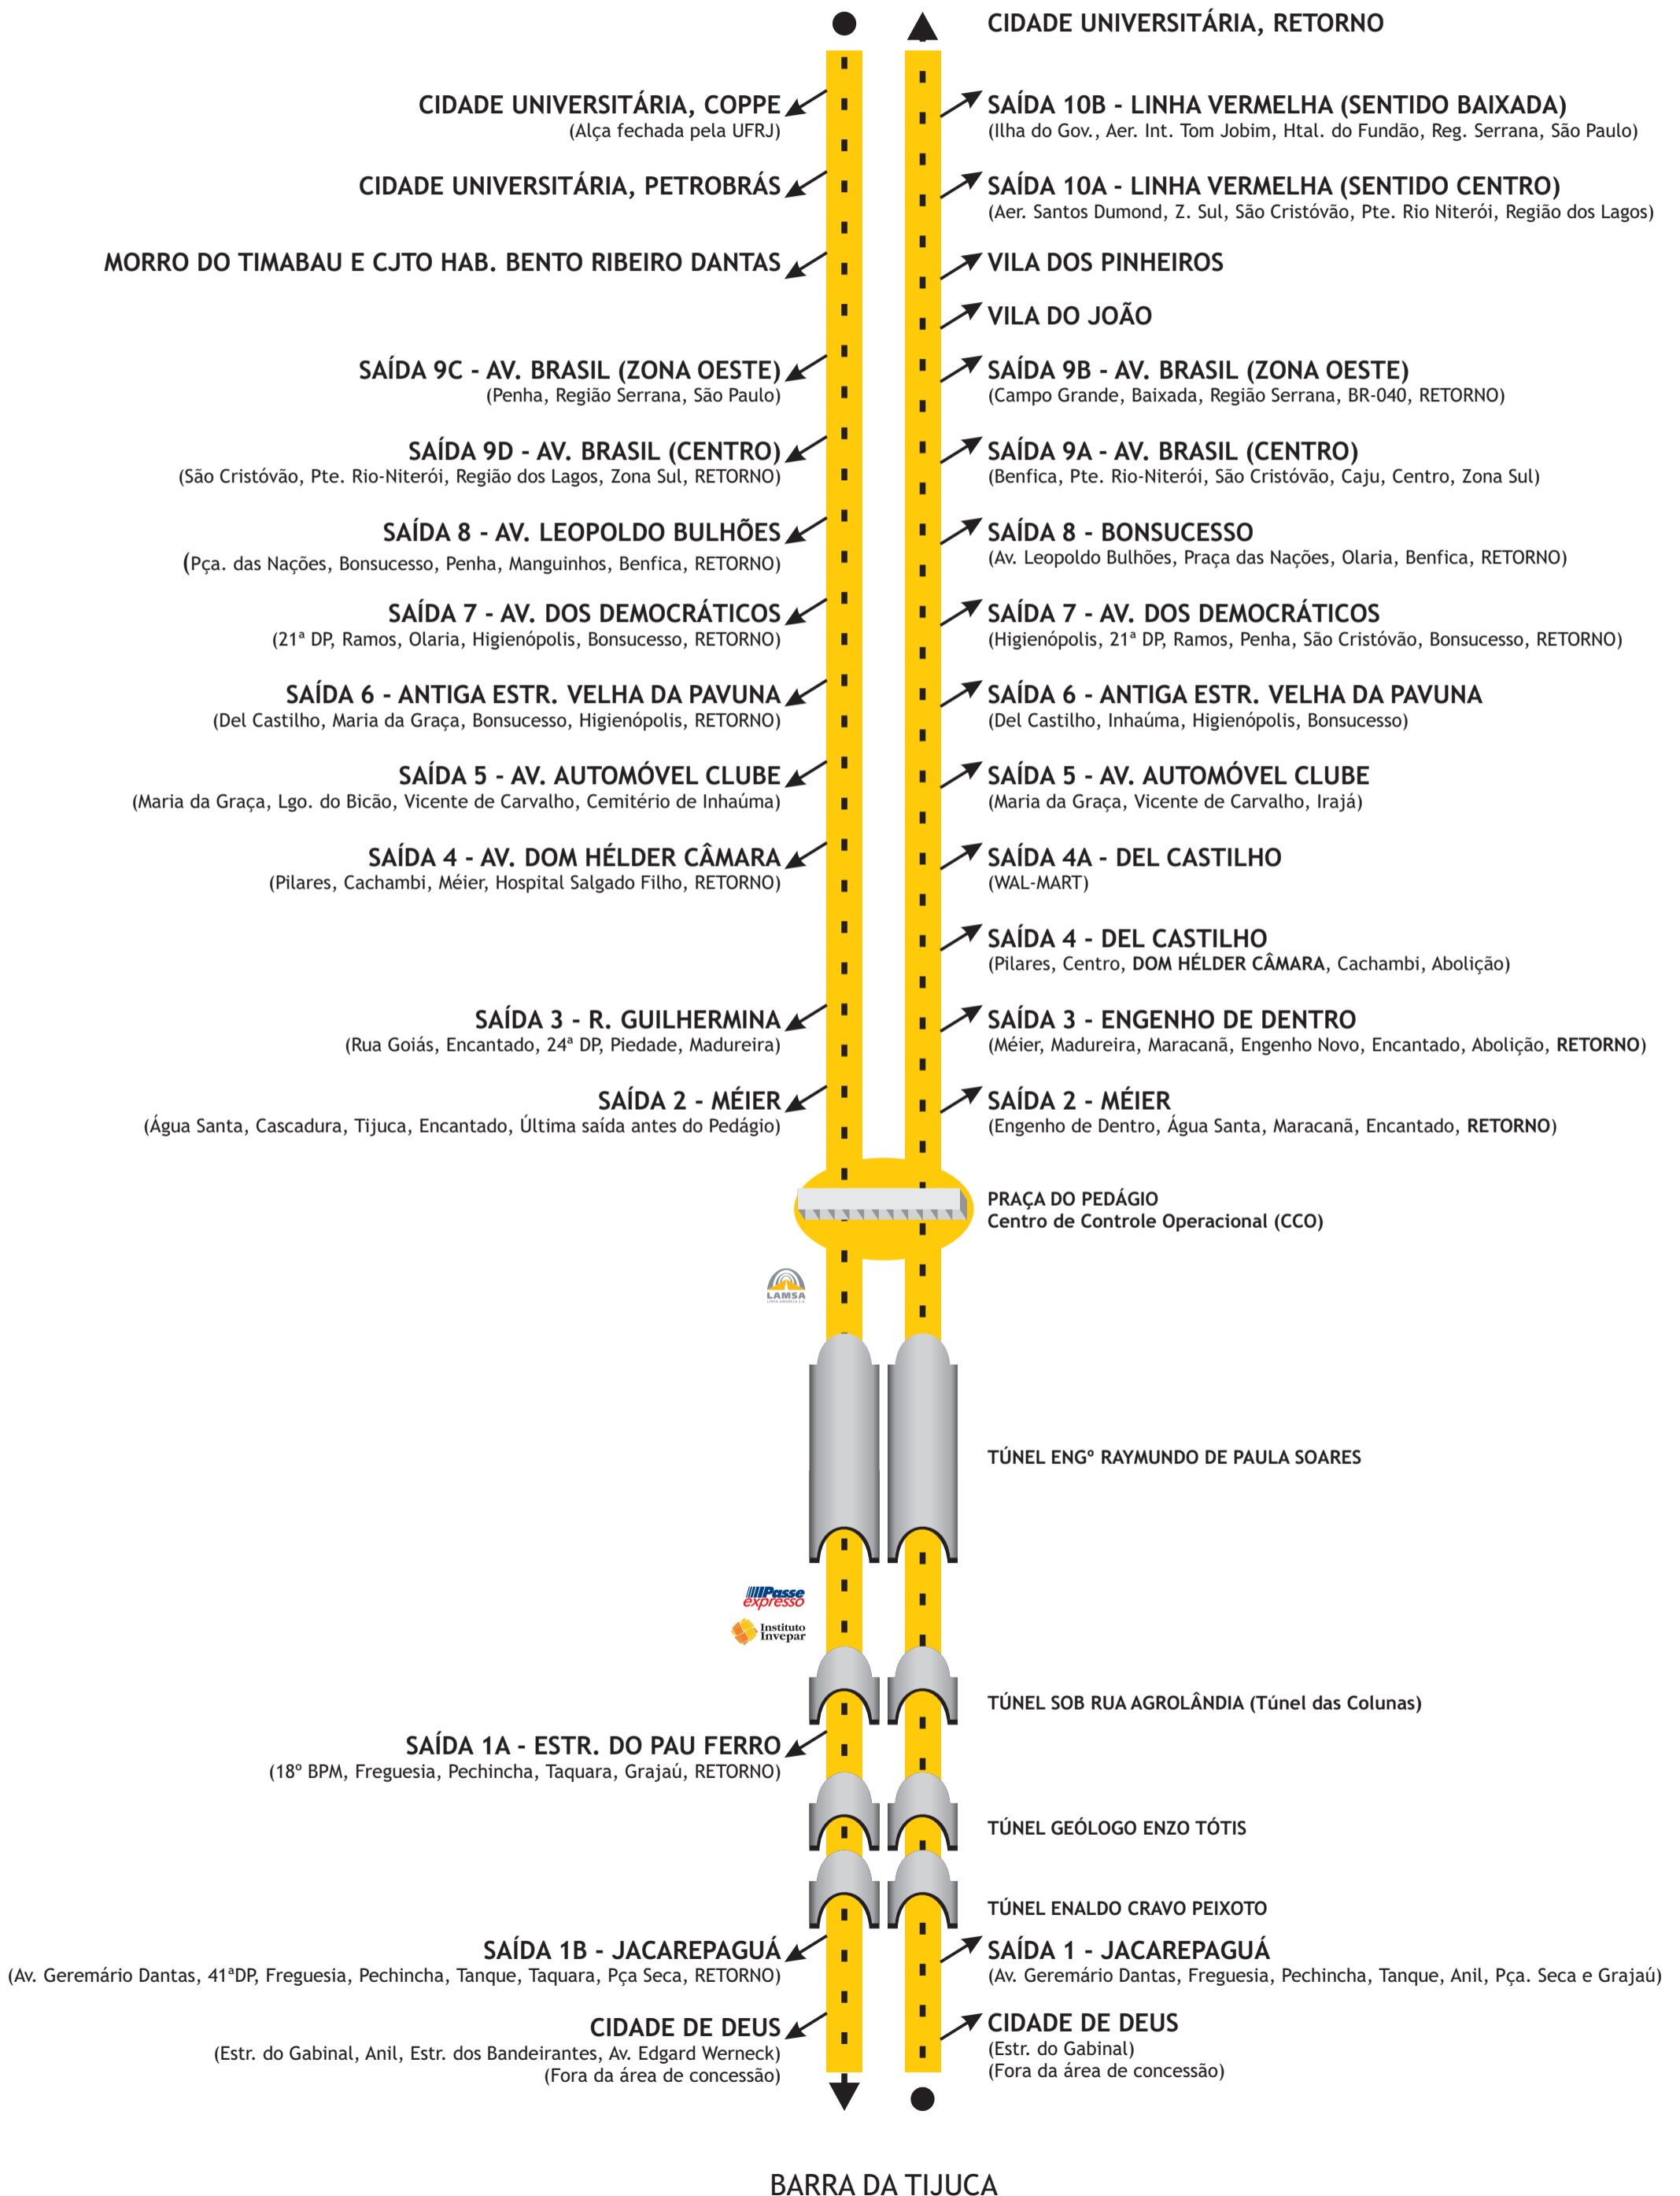 CIDADE UNIVERSITÁRIA, RETORNO
CIDADE UNIVERSITÁRIA, COPPE
(Alça fechada pela UFRJ)
SAÍDA 10B - LINHA VERMELHA (SENTIDO BAIXADA)
(Ilha do Gov., Aer. Int. Tom Jobim, Htal. do Fundão, Reg. Serrana, São Paulo)
CIDADE UNIVERSITÁRIA, PETROBRÁS
SAÍDA 10A - LINHA VERMELHA (SENTIDO CENTRO)
(Aer. Santos Dumond, Z. Sul, São Cristóvão, Pte. Rio Niterói, Região dos Lagos)
MORRO DO TIMABAU E CJTO HAB. BENTO RIBEIRO DANTAS
VILA DOS PINHEIROS
VILA DO JOÃO
SAÍDA 9C - AV. BRASIL (ZONA OESTE)
(Penha, Região Serrana, São Paulo)
SAÍDA 9B - AV. BRASIL (ZONA OESTE)
(Campo Grande, Baixada, Região Serrana, BR-040, RETORNO)
SAÍDA 9D - AV. BRASIL (CENTRO)
(São Cristóvão, Pte. Rio-Niterói, Região dos Lagos, Zona Sul, RETORNO)
SAÍDA 9A - AV. BRASIL (CENTRO)
(Benfica, Pte. Rio-Niterói, São Cristóvão, Caju, Centro, Zona Sul)
SAÍDA 8 - AV. LEOPOLDO BULHÕES
(Pça. das Nações, Bonsucesso, Penha, Manguinhos, Benfica, RETORNO)
SAÍDA 8 - BONSUCESSO
(Av. Leopoldo Bulhões, Praça das Nações, Olaria, Benfica, RETORNO)
SAÍDA 7 - AV. DOS DEMOCRÁTICOS
(21ª DP, Ramos, Olaria, Higienópolis, Bonsucesso, RETORNO)
SAÍDA 7 - AV. DOS DEMOCRÁTICOS
(Higienópolis, 21ª DP, Ramos, Penha, São Cristóvão, Bonsucesso, RETORNO)
SAÍDA 6 - ANTIGA ESTR. VELHA DA PAVUNA
(Del Castilho, Maria da Graça, Bonsucesso, Higienópolis, RETORNO)
SAÍDA 6 - ANTIGA ESTR. VELHA DA PAVUNA
(Del Castilho, Inhaúma, Higienópolis, Bonsucesso)
SAÍDA 5 - AV. AUTOMÓVEL CLUBE
(Maria da Graça, Lgo. do Bicão, Vicente de Carvalho, Cemitério de Inhaúma)
SAÍDA 5 - AV. AUTOMÓVEL CLUBE
(Maria da Graça, Vicente de Carvalho, Irajá)
SAÍDA 4 - AV. DOM HÉLDER CÂMARA
(Pilares, Cachambi, Méier, Hospital Salgado Filho, RETORNO)
SAÍDA 4A - DEL CASTILHO
(WAL-MART)
SAÍDA 4 - DEL CASTILHO
(Pilares, Centro, DOM HÉLDER CÂMARA, Cachambi, Abolição)
SAÍDA 3 - R. GUILHERMINA
(Rua Goiás, Encantado, 24ª DP, Piedade, Madureira)
SAÍDA 3 - ENGENHO DE DENTRO
(Méier, Madureira, Maracanã, Engenho Novo, Encantado, Abolição, RETORNO)
SAÍDA 2 - MÉIER
(Água Santa, Cascadura, Tijuca, Encantado, Última saída antes do Pedágio)
SAÍDA 2 - MÉIER
(Engenho de Dentro, Água Santa, Maracanã, Encantado, RETORNO)
PRAÇA DO PEDÁGIO
Centro de Controle Operacional (CCO)
LAMSA
TÚNEL ENGº RAYMUNDO DE PAULA SOARES
Passe
expresso
Instituto
Invepar
TÚNEL SOB RUA AGROLÂNDIA (Túnel das Colunas)
SAÍDA 1A - ESTR. DO PAU FERRO
(18º BPM, Freguesia, Pechincha, Taquara, Grajaú, RETORNO)
TÚNEL GEÓLOGO ENZO TÓTIS
TÚNEL ENALDO CRAVO PEIXOTO
SAÍDA 1B - JACAREPAGUÁ
(Av. Geremário Dantas, 41ªDP, Freguesia, Pechincha, Tanque, Taquara, Pça Seca, RETORNO)
SAÍDA 1 - JACAREPAGUÁ
(Av. Geremário Dantas, Freguesia, Pechincha, Tanque, Anil, Pça. Seca e Grajaú)
CIDADE DE DEUS
(Estr. do Gabinal, Anil, Estr. dos Bandeirantes, Av. Edgard Werneck)
(Fora da área de concessão)
CIDADE DE DEUS
(Estr. do Gabinal)
(Fora da área de concessão)
BARRA DA TIJUCA